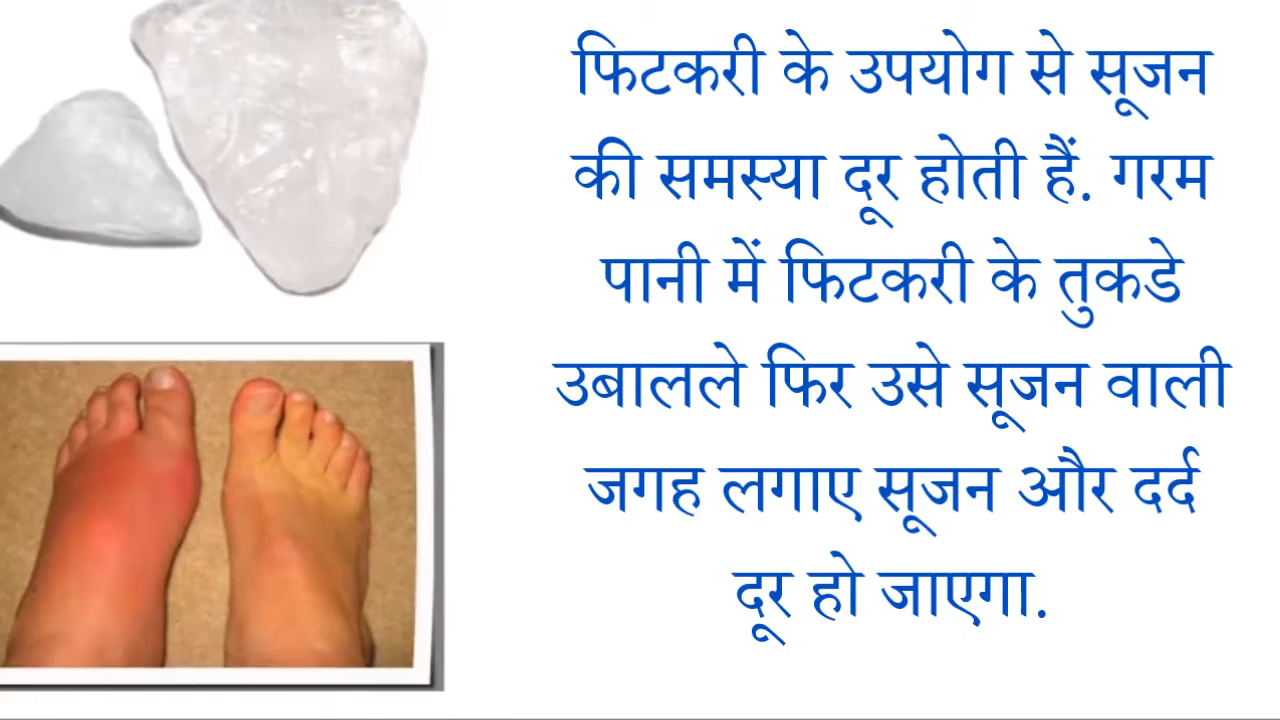 फिटकरी के उपयोग से सूजन
की समस्या दूर होती हैं. गरम
पानी में फिटकरी के तुकडे
उबालले फिर उसे सूजन वाली
जगह लगाए सूजन और दर्द
दूर हो जाएगा.